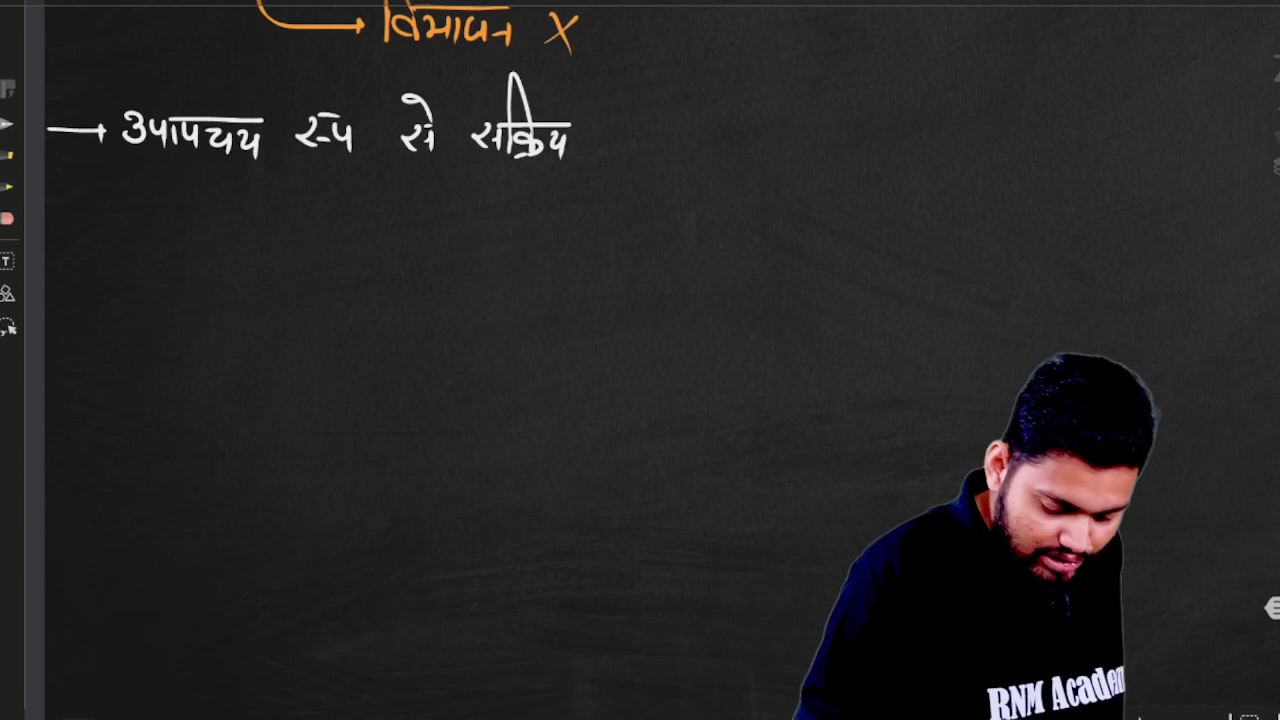 विभाजन X
→ उपापचय रूप से सक्रिय
RNM Academ